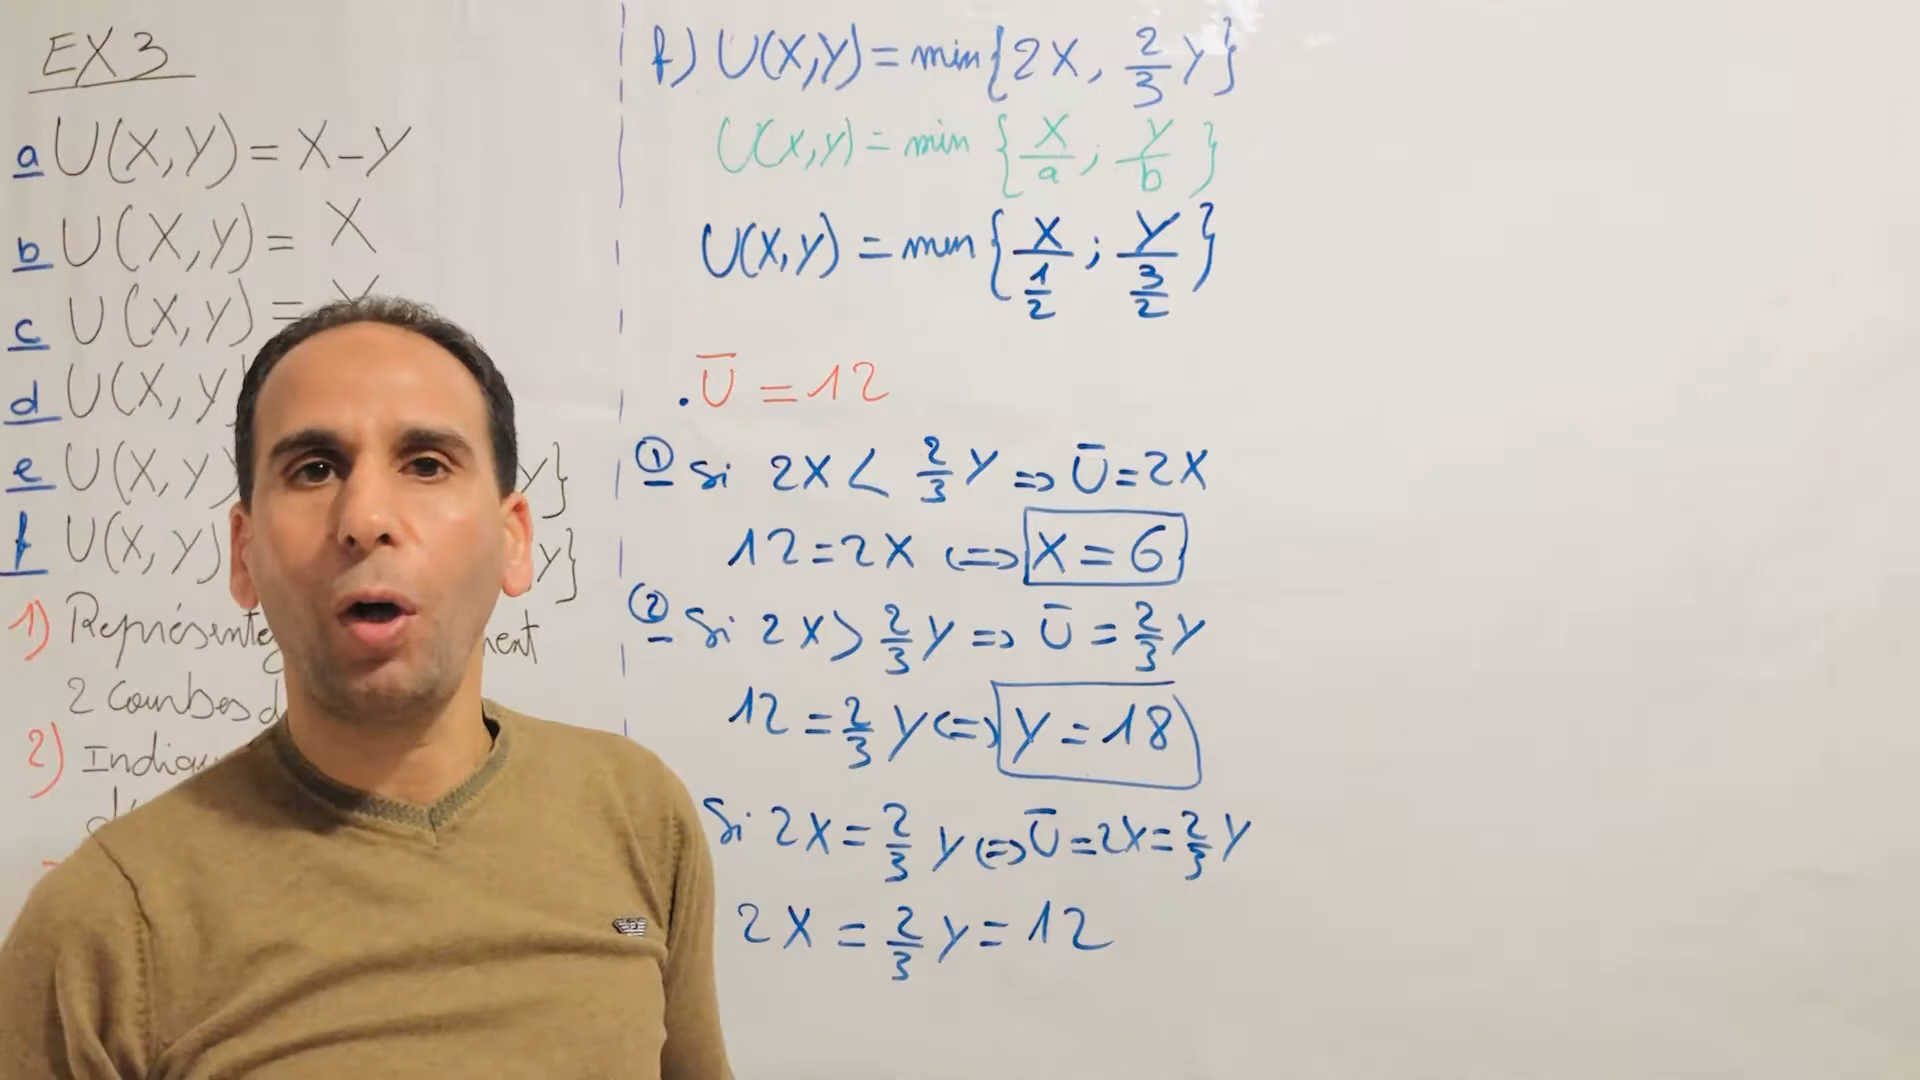 EX 3
a U(X,Y) = X-Y
b U(X,Y) = X
c U(X,Y) =
d U(X,Y)
e U(X,Y) Y}
f U(X,Y) Y}
1) ment
2 Courbes
2)
f) U(X,Y) = min{2X, 2/3 Y}
U(X,Y) = min {X/a ; Y/b}
U(X,Y) = min {X/(1/2) ; Y/(3/2)}
. Ū = 12
① Si 2X < 2/3 Y => Ū = 2X
12 = 2X <=> X = 6
② Si 2X > 2/3 Y => Ū = 2/3 Y
12 = 2/3 Y <=> Y = 18
Si 2X = 2/3 Y <=> Ū = 2X = 2/3 Y
2X = 2/3 Y = 12